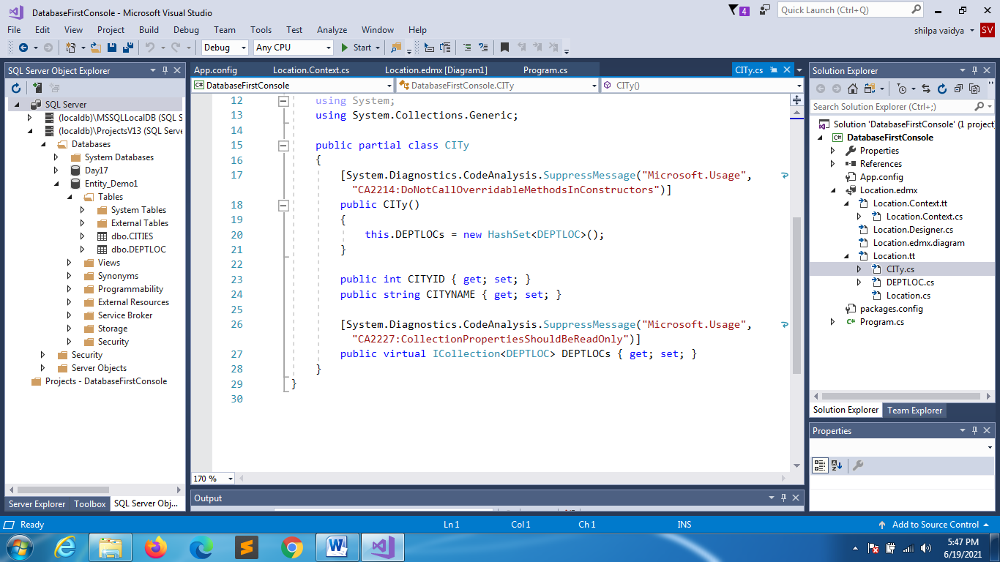 DatabaseFirstConsole - Microsoft Visual Studio
4
Quick Launch (Ctrl+Q)
File Edit View Project Build Debug Team Tools Test Analyze Window Help
shilpa vaidya
SV
Debug
Any CPU
Start
SQL Server Object Explorer
SQL Server
(localdb)\MSSQLLocalDB (SQL S
(localdb)\ProjectsV13 (SQL Serve
Databases
System Databases
Day17
Entity_Demo1
Tables
System Tables
External Tables
dbo.CITIES
dbo.DEPTLOC
Views
Synonyms
Programmability
External Resources
Service Broker
Storage
Security
Security
Server Objects
Projects - DatabaseFirstConsole
Server Explorer Toolbox SQL Server Obj...
App.config Location.Context.cs Location.edmx [Diagram1] Program.cs CITy.cs
DatabaseFirstConsole DatabaseFirstConsole.CITy CITy()
12 using System;
13 using System.Collections.Generic;
14
15 public partial class CITy
16 {
17 [System.Diagnostics.CodeAnalysis.SuppressMessage("Microsoft.Usage",
"CA2214:DoNotCallOverridableMethodsInConstructors")]
18 public CITy()
19 {
20 this.DEPTLOCs = new HashSet<DEPTLOC>();
21 }
22
23 public int CITYID { get; set; }
24 public string CITYNAME { get; set; }
25
26 [System.Diagnostics.CodeAnalysis.SuppressMessage("Microsoft.Usage",
"CA2227:CollectionPropertiesShouldBeReadOnly")]
27 public virtual ICollection<DEPTLOC> DEPTLOCs { get; set; }
28 }
29 }
30
170 %
Output
Solution Explorer
Search Solution Explorer (Ctrl+;)
Solution 'DatabaseFirstConsole' (1 project
DatabaseFirstConsole
Properties
References
App.config
Location.edmx
Location.Context.tt
Location.Context.cs
Location.Designer.cs
Location.edmx.diagram
Location.tt
CITy.cs
DEPTLOC.cs
Location.cs
packages.config
Program.cs
Solution Explorer Team Explorer
Properties
Ready
Ln 1 Col 1 Ch 1 INS
Add to Source Control
5:47 PM
6/19/2021